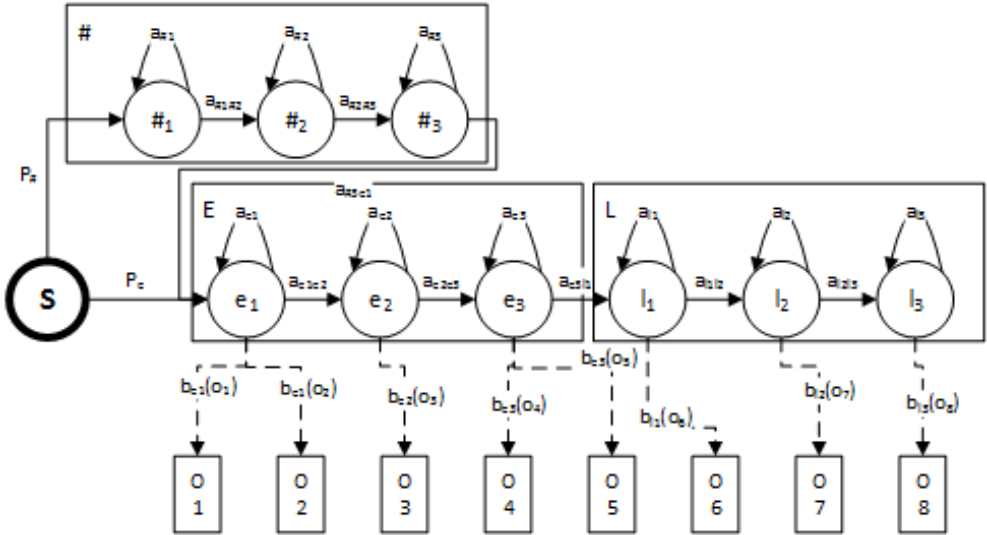 #
a#1
a#2
a#3
#1
a#1#2
#2
a#2#3
#3
P#
a#3e1
E
ae1
ae2
ae3
L
al1
al2
al3
S
Pe
e1
ae1e2
e2
ae2e3
e3
ae3l1
l1
al1l2
l2
al2l3
l3
be1(o1)
be1(o2)
be2(o3)
be3(o4)
be3(o5)
bl1(o6)
bl2(o7)
bl3(o8)
O
1
O
2
O
3
O
4
O
5
O
6
O
7
O
8